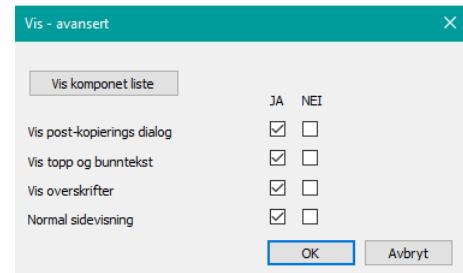 Vis - avansert
Vis komponet liste
JA NEI
Vis post-kopierings dialog
Vis topp og bunntekst
Vis overskrifter
Normal sidevisning
OK Avbryt